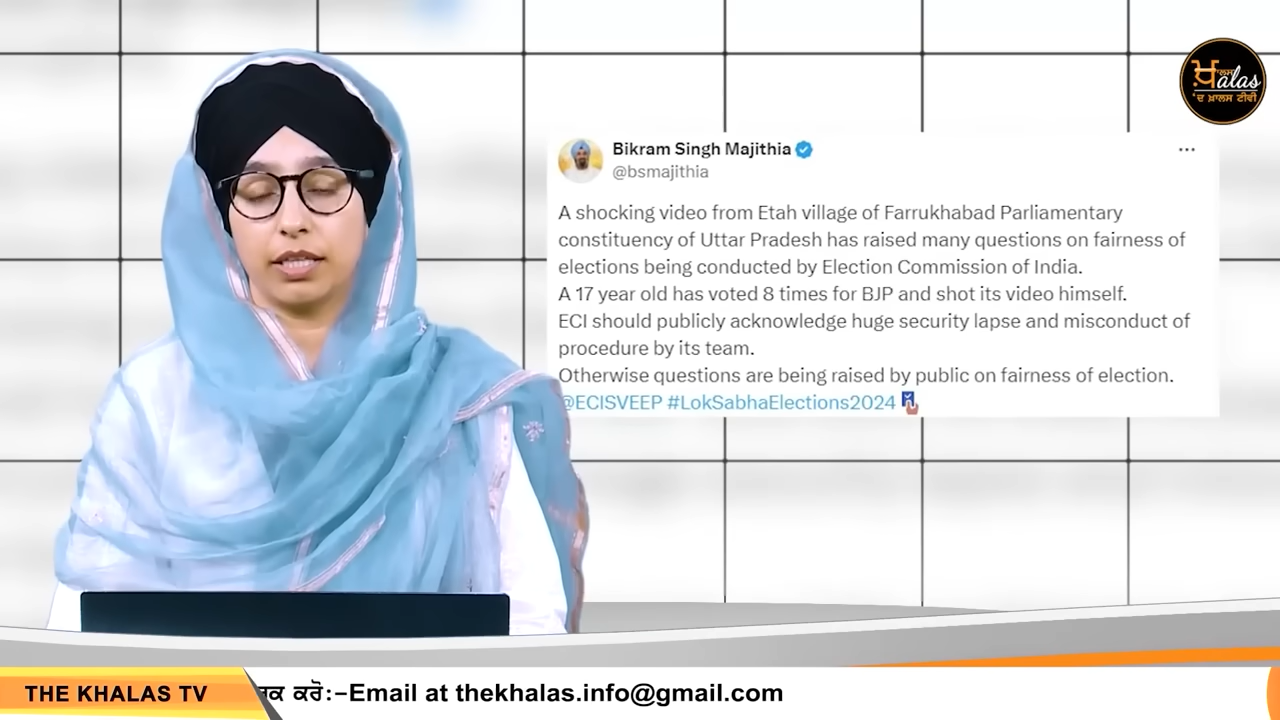 ਖ਼ਾਲਸ
alas
'ਦ ਖ਼ਾਲਸ ਟੀਵੀ
Bikram Singh Majithia
@bsmajithia
A shocking video from Etah village of Farrukhabad Parliamentary
constituency of Uttar Pradesh has raised many questions on fairness of
elections being conducted by Election Commission of India.
A 17 year old has voted 8 times for BJP and shot its video himself.
ECI should publicly acknowledge huge security lapse and misconduct of
procedure by its team.
Otherwise questions are being raised by public on fairness of election.
@ECISVEEP #LokSabhaElections2024
THE KHALAS TV
ਕ ਕਰੋ:-Email at thekhalas.info@gmail.com